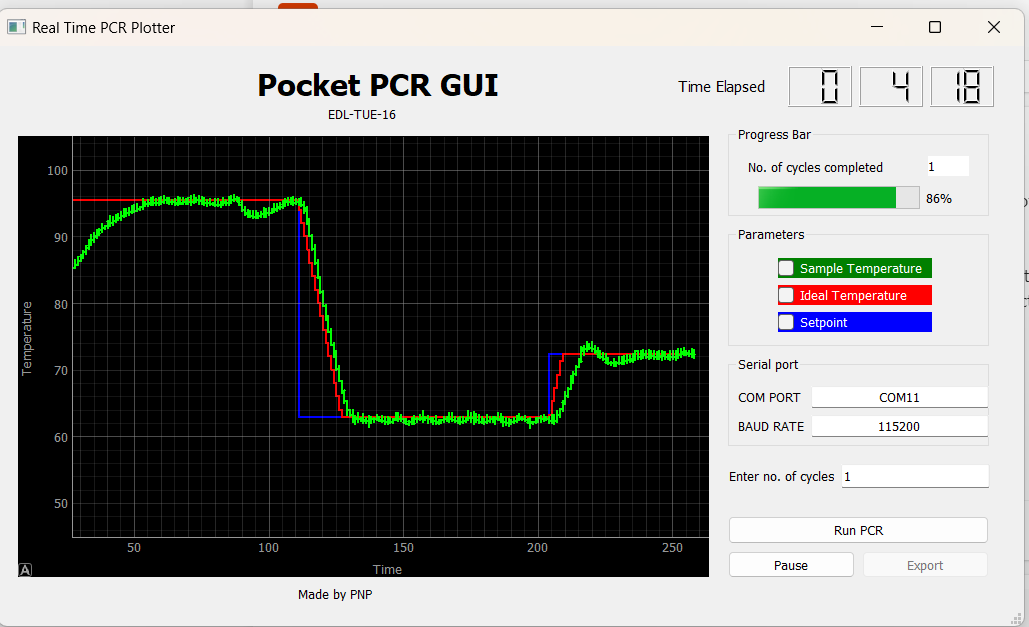 Real Time PCR Plotter
Pocket PCR GUI
EDL-TUE-16
Time Elapsed
0 4 18
Progress Bar
No. of cycles completed 1
86%
Parameters
Sample Temperature
Ideal Temperature
Setpoint
Serial port
COM PORT COM11
BAUD RATE 115200
Enter no. of cycles 1
Run PCR
Pause Export
100
90
80
70
60
50
Temperature
50 100 150 200 250
Time
A
Made by PNP